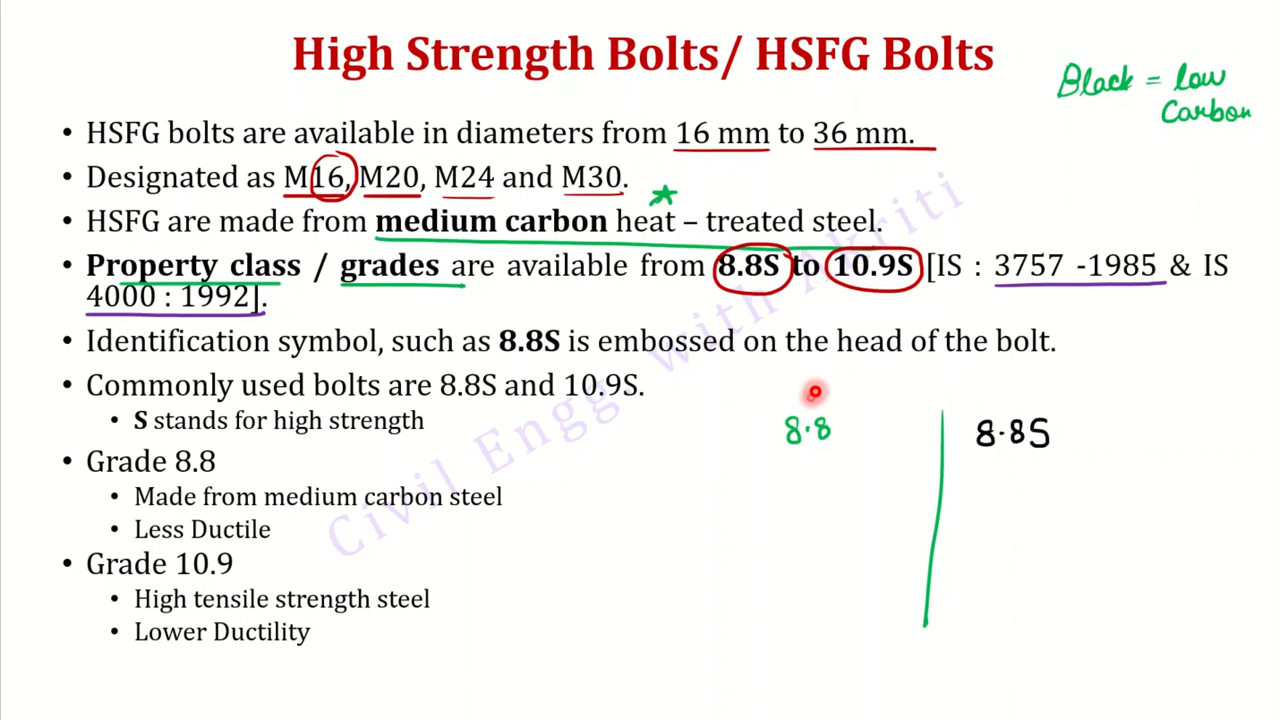 High Strength Bolts/ HSFG Bolts
Black = low
Carbon
• HSFG bolts are available in diameters from 16 mm to 36 mm.
• Designated as M16, M20, M24 and M30.
• HSFG are made from medium carbon heat – treated steel.
• Property class / grades are available from 8.8S to 10.9S [IS : 3757 -1985 & IS
4000 : 1992].
• Identification symbol, such as 8.8S is embossed on the head of the bolt.
• Commonly used bolts are 8.8S and 10.9S.
• S stands for high strength
8.8
8.8S
• Grade 8.8
• Made from medium carbon steel
• Less Ductile
• Grade 10.9
• High tensile strength steel
• Lower Ductility
Civil Engg with Akriti